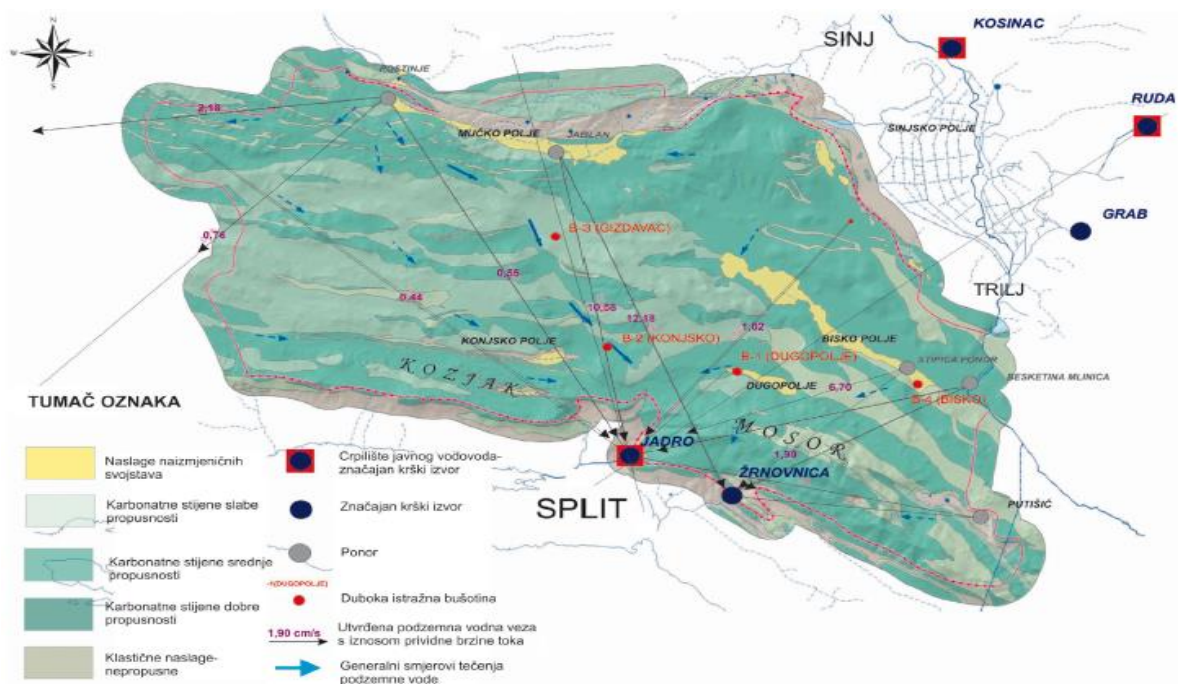 N
W
E
S
SINJ
KOSINAC
RUDA
SINJSKO POLJE
GRAB
TRILJ
POSTINJE
2,18
MUĆKO POLJE
JABLAN
B-3 (GIZDAVAC)
0,76
0,55
0,44
10,58
12,18
1,02
KONJSKO POLJE
B-2 (KONJSKO)
BISKO POLJE
B-1 (DUGOPOLJE)
STIPICA PONOR
DUGOPOLJE
6,70
B-4 (BISKO)
KOZJAK
MOSOR
JADRO
1,90
ŽRNOVNICA
SPLIT
PUTIŠIĆ
TUMAČ OZNAKA
Naslage naizmjeničnih
svojstava
Karbonatne stijene slabe
propusnosti
Karbonatne stijene srednje
propusnosti
Karbonatne stijene dobre
propusnosti
Klastične naslage-
nepropusne
Crpilište javnog vodovoda-
značajan krški izvor
Značajan krški izvor
Ponor
Duboka istražna bušotina
1,90 cm/s
Utvrđena podzemna vodna veza
s iznosom prividne brzine toka
Generalni smjerovi tečenja
podzemne vode